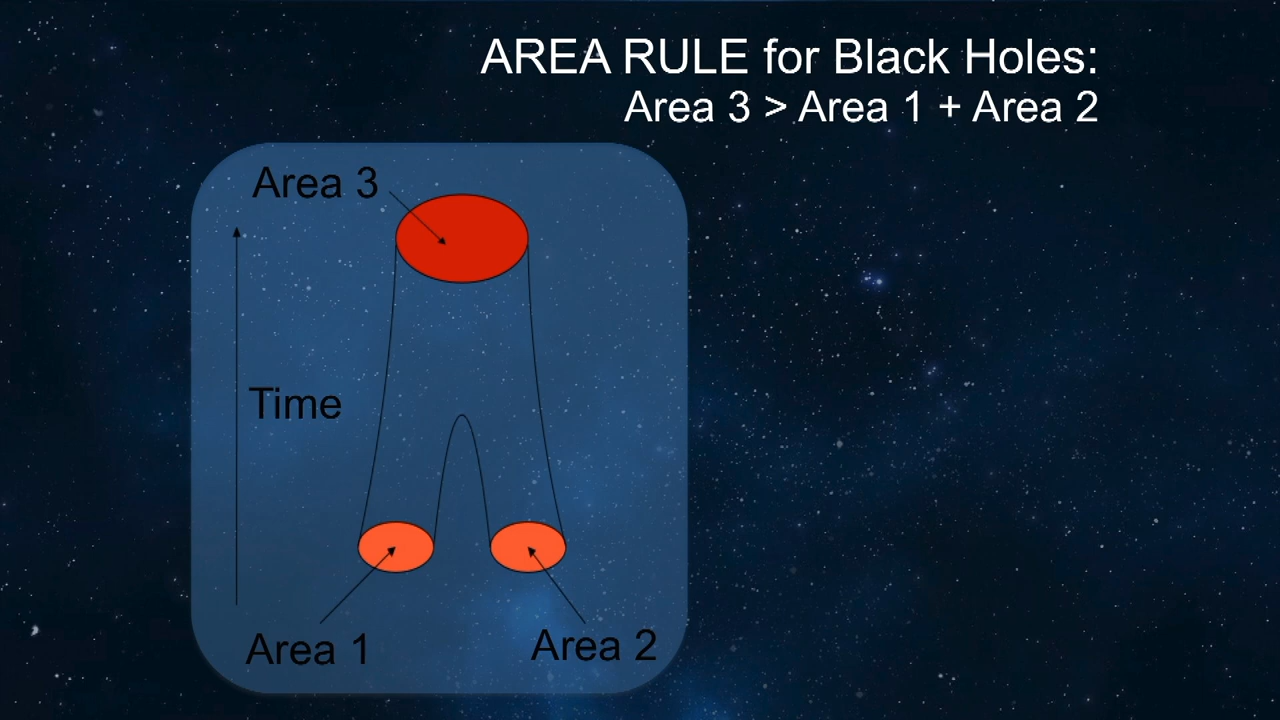 AREA RULE for Black Holes:
Area 3 > Area 1 + Area 2
Area 3
Time
Area 1
Area 2